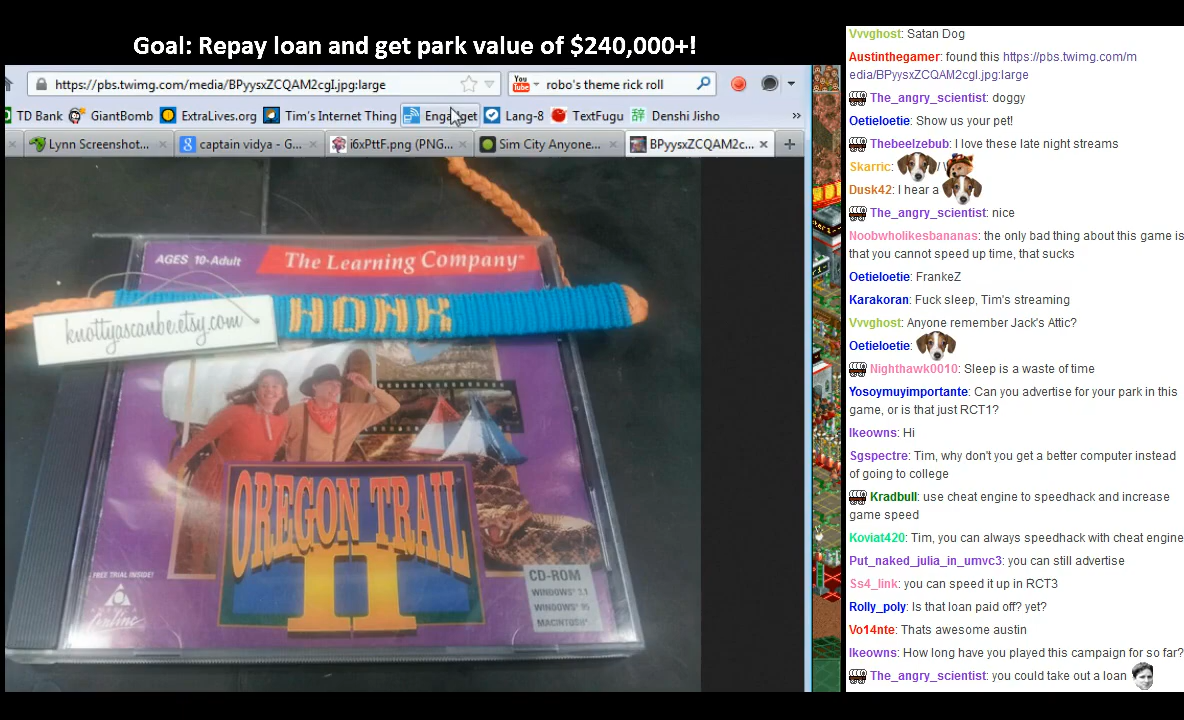 Goal: Repay loan and get park value of $240,000+!
https://pbs.twimg.com/media/BPyysxZCQAM2cgI.jpg:large
You Tube
robo's theme rick roll
TD Bank GiantBomb ExtraLives.org Tim's Internet Thing Engadget Lang-8 TextFugu 辞 Denshi Jisho »
Lynn Screenshot... × captain vidya - G... × i6xPttF.png (PNG... × Sim City Anyone... × BPyysxZCQAM2c... × +
AGES 10-Adult
The Learning Company
HONK
knottyascanbe.etsy.com
OREGON TRAIL
II
FREE TRIAL INSIDE!
CD-ROM
WINDOWS 3.1
WINDOWS 95
MACINTOSH
Vvvghost: Satan Dog
Austinthegamer: found this https://pbs.twimg.com/m
edia/BPyysxZCQAM2cgI.jpg:large
The_angry_scientist: doggy
Oetieloetie: Show us your pet!
Thebeelzebub: I love these late night streams
Skarric: / \
Dusk42: I hear a
The_angry_scientist: nice
Noobwholikesbananas: the only bad thing about this game is
that you cannot speed up time, that sucks
Oetieloetie: FrankeZ
Karakoran: Fuck sleep, Tim's streaming
Vvvghost: Anyone remember Jack's Attic?
Oetieloetie:
Nighthawk0010: Sleep is a waste of time
Yosoymuyimportante: Can you advertise for your park in this
game, or is that just RCT1?
Ikeowns: Hi
Sgspectre: Tim, why don't you get a better computer instead
of going to college
Kradbull: use cheat engine to speedhack and increase
game speed
Koviat420: Tim, you can always speedhack with cheat engine
Put_naked_julia_in_umvc3: you can still advertise
Ss4_link: you can speed it up in RCT3
Rolly_poly: Is that loan paid off? yet?
Vo14nte: Thats awesome austin
Ikeowns: How long have you played this campaign for so far?
The_angry_scientist: you could take out a loan